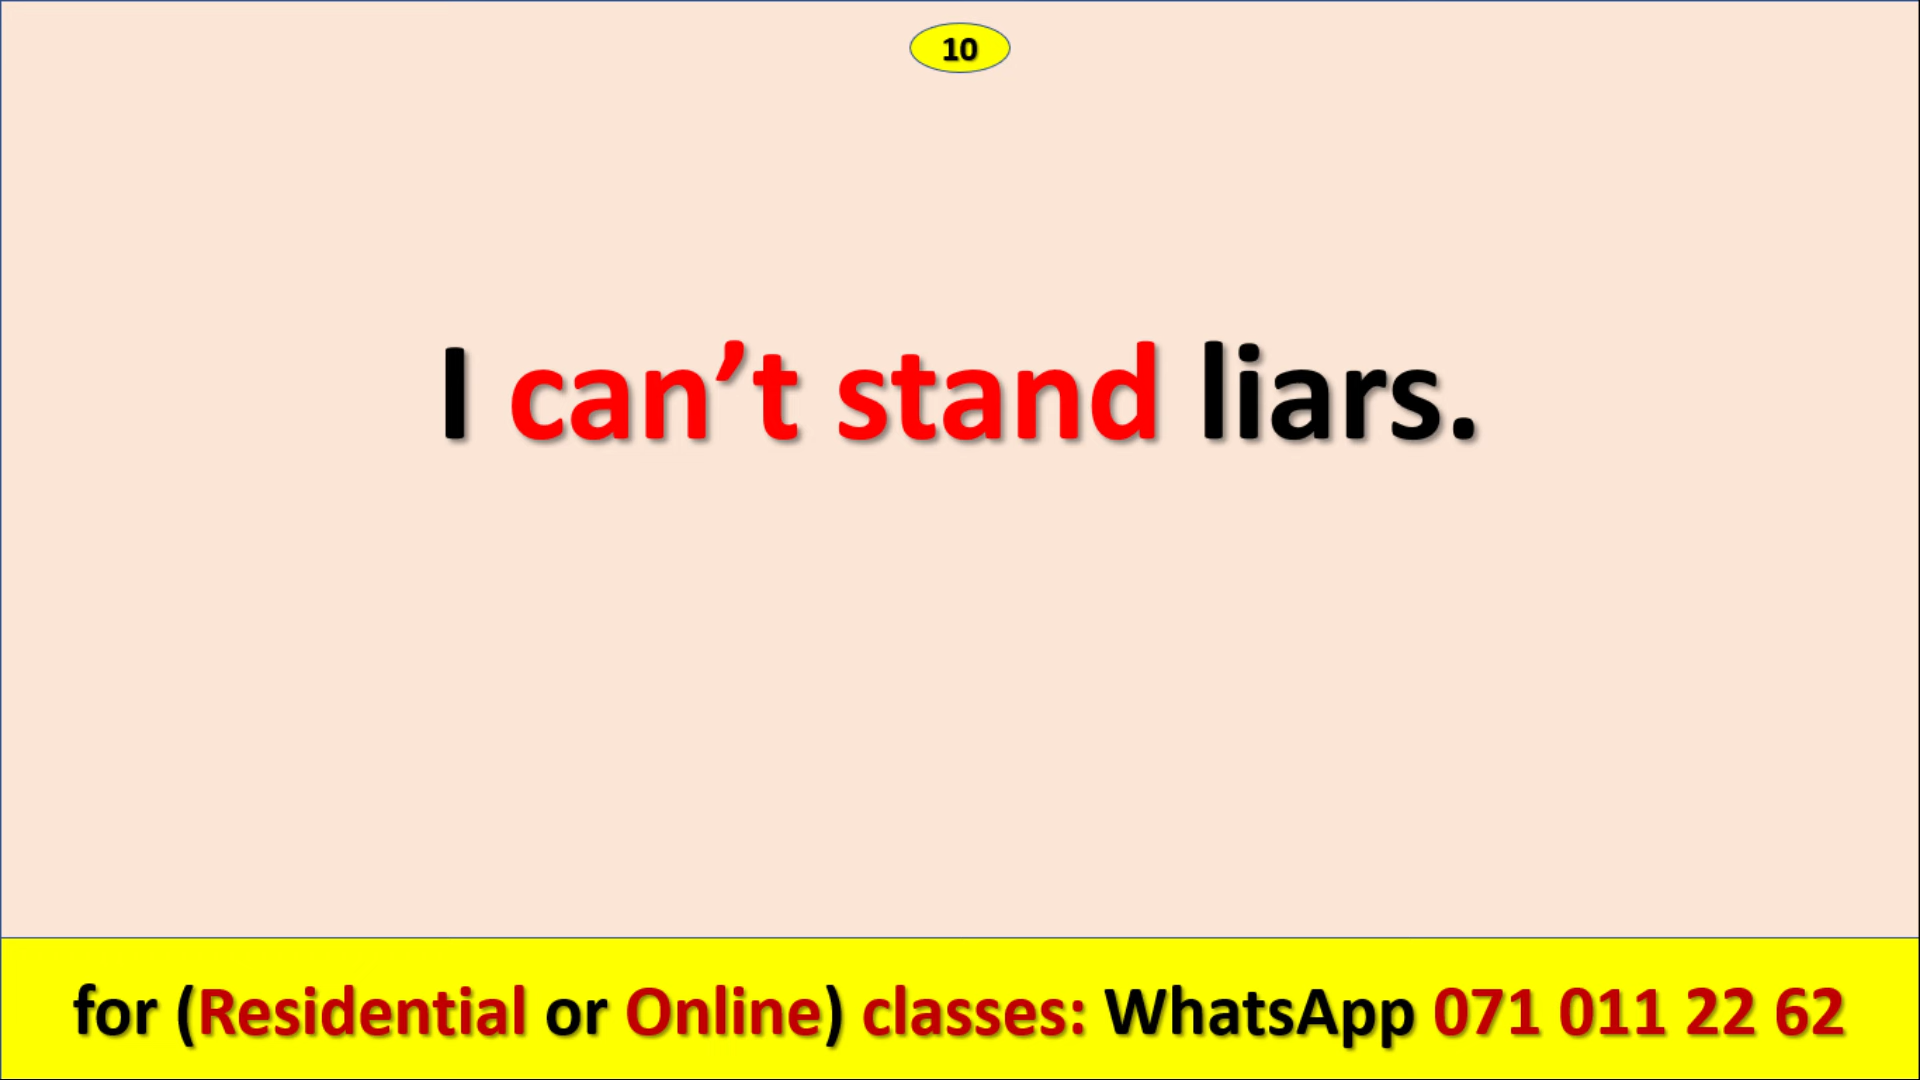 10
I can’t stand liars.
for (Residential or Online) classes: WhatsApp 071 011 22 62